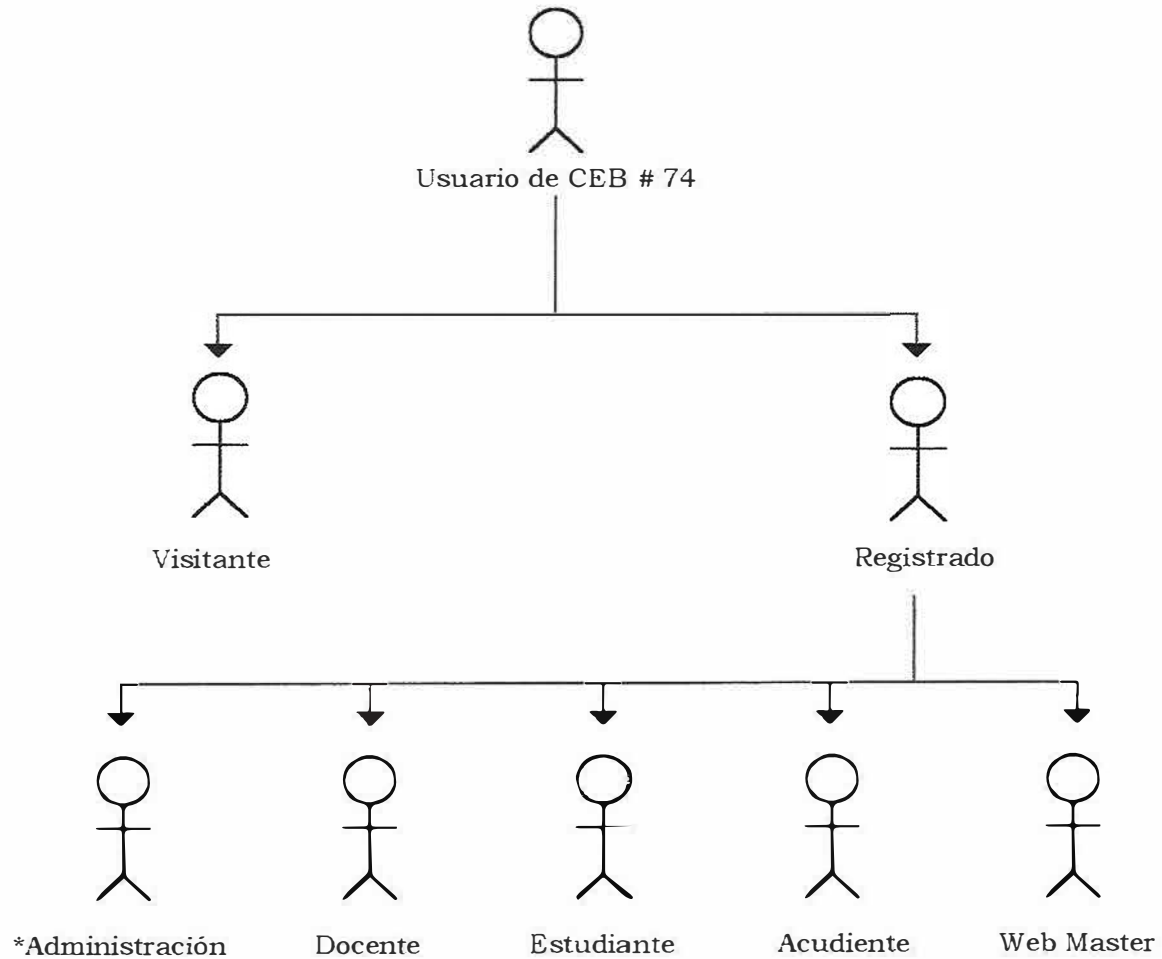 Usuario de CEB # 74
Visitante
Registrado
*Administración
Docente
Estudiante
Acudiente
Web Master